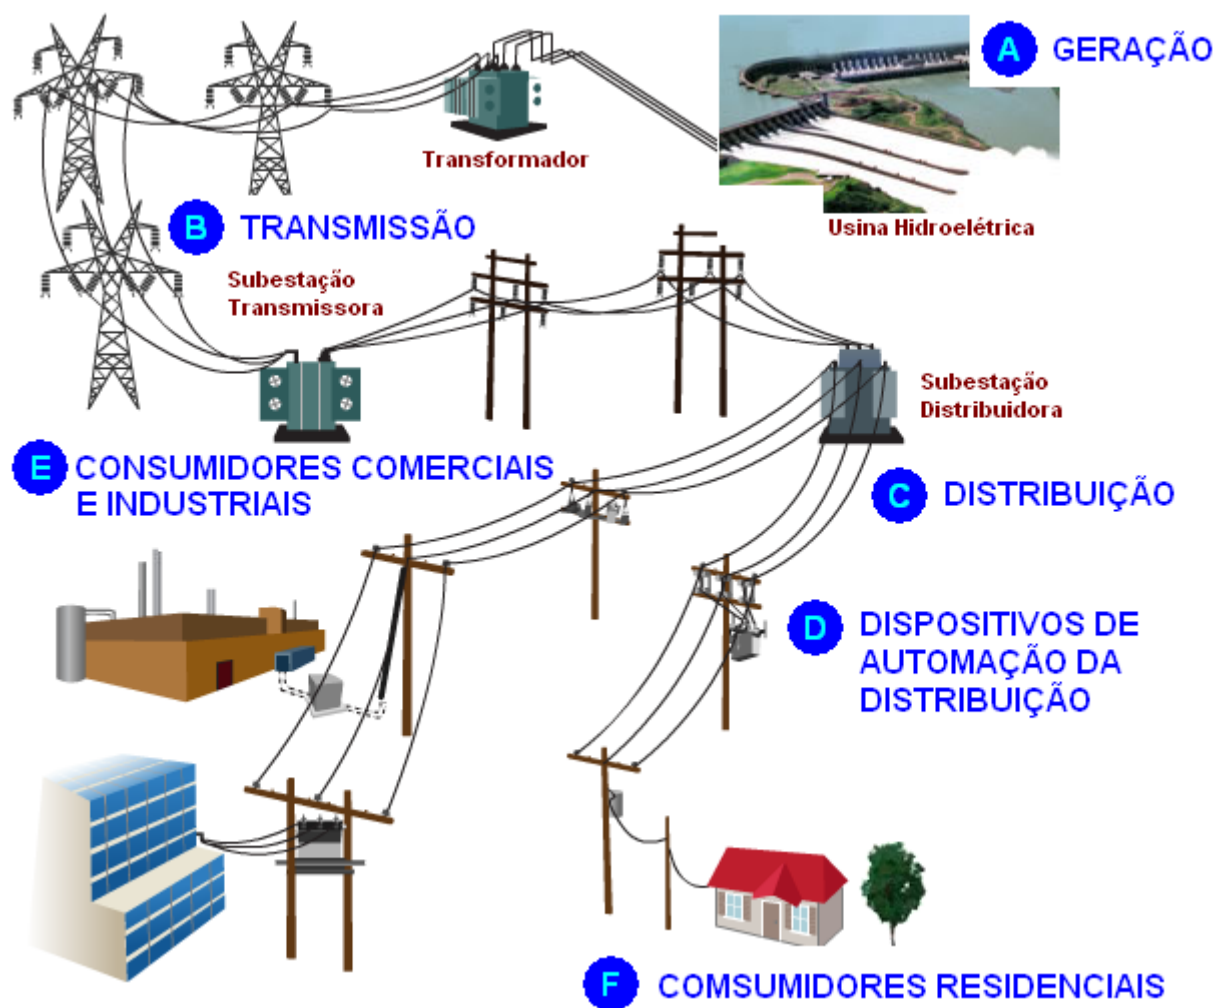 A GERAÇÃO
Transformador
Usina Hidroelétrica
B TRANSMISSÃO
Subestação
Transmissora
Subestação
Distribuidora
E CONSUMIDORES COMERCIAIS
E INDUSTRIAIS
C DISTRIBUIÇÃO
D DISPOSITIVOS DE
AUTOMAÇÃO DA
DISTRIBUIÇÃO
F COMSUMIDORES RESIDENCIAIS